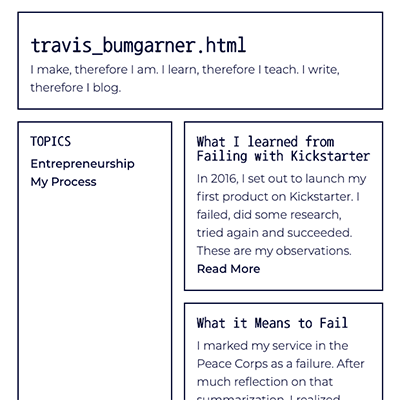 travis_bumgarner.html
I make, therefore I am. I learn, therefore I teach. I write,
therefore I blog.
TOPICS
Entrepreneurship
My Process
What I learned from
Failing with Kickstarter
In 2016, I set out to launch my
first product on Kickstarter. I
failed, did some research,
tried again and succeeded.
These are my observations.
Read More
What it Means to Fail
I marked my service in the
Peace Corps as a failure. After
much reflection on that
summarization, I realized